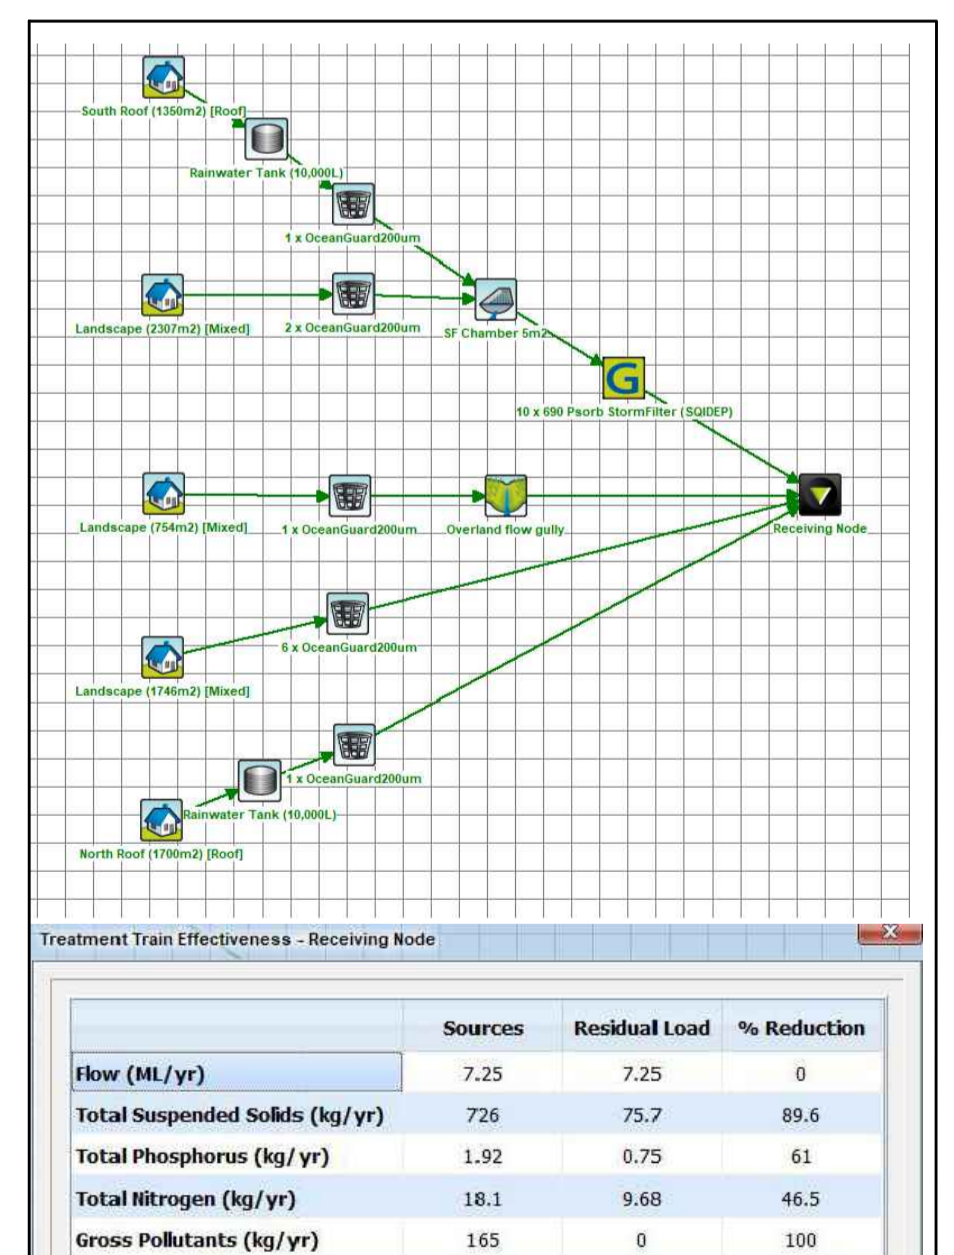 South Roof (1350m2) [Roof]
Rainwater Tank (10,000L)
1 x OceanGuard200um
Landscape (2307m2) [Mixed]
2 x OceanGuard200um
SF Chamber 5m2
G
10 x 690 Psorb StormFilter (SQIDEP)
Landscape (754m2) [Mixed]
1 x OceanGuard200um
Overland flow gully
Receiving Node
6 x OceanGuard200um
Landscape (1746m2) [Mixed]
1 x OceanGuard200um
Rainwater Tank (10,000L)
North Roof (1700m2) [Roof]
Treatment Train Effectiveness - Receiving Node
Sources Residual Load % Reduction
Flow (ML/yr) 7.25 7.25 0
Total Suspended Solids (kg/yr) 726 75.7 89.6
Total Phosphorus (kg/yr) 1.92 0.75 61
Total Nitrogen (kg/yr) 18.1 9.68 46.5
Gross Pollutants (kg/yr) 165 0 100